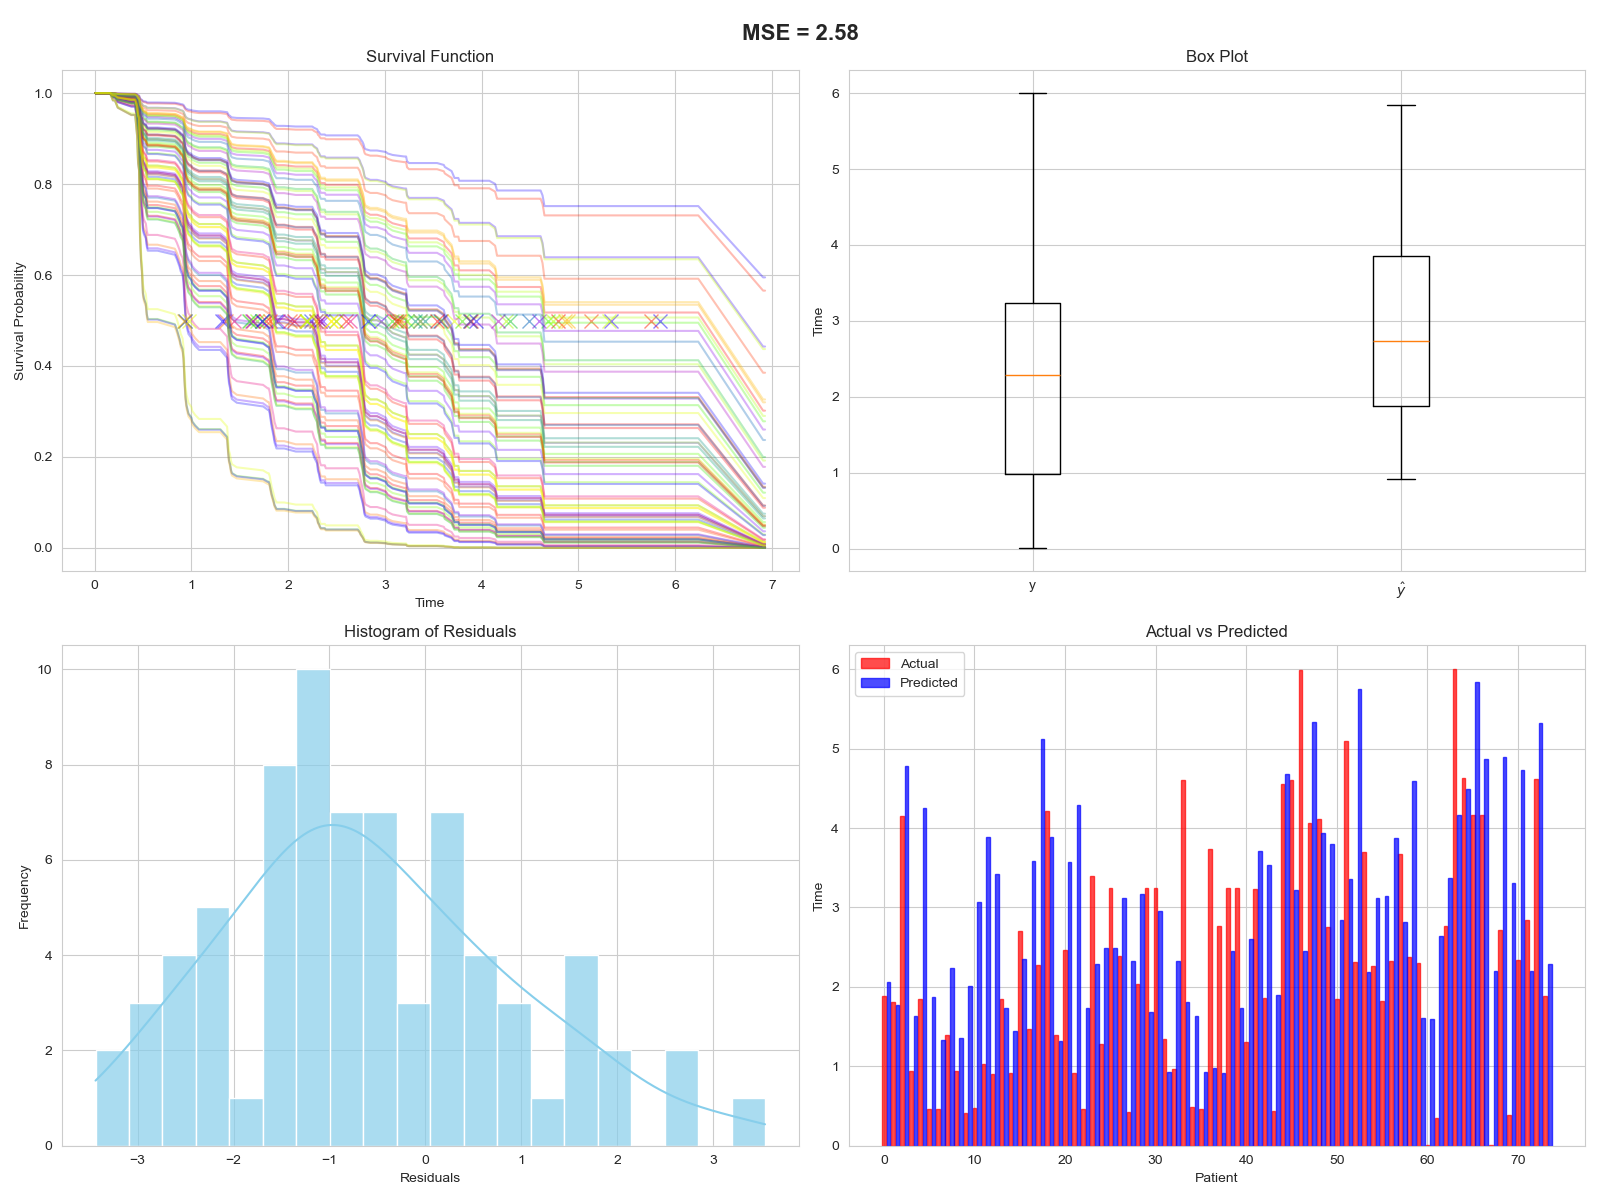 MSE = 2.58
Survival Function
Survival Probability
1.0
0.8
0.6
0.4
0.2
0.0
0 1 2 3 4 5 6 7
Time
Box Plot
Time
6
5
4
3
2
1
0
y ŷ
Histogram of Residuals
Frequency
10
8
6
4
2
0
−3 −2 −1 0 1 2 3
Residuals
Actual vs Predicted
Actual
Predicted
Time
6
5
4
3
2
1
0
0 10 20 30 40 50 60 70
Patient